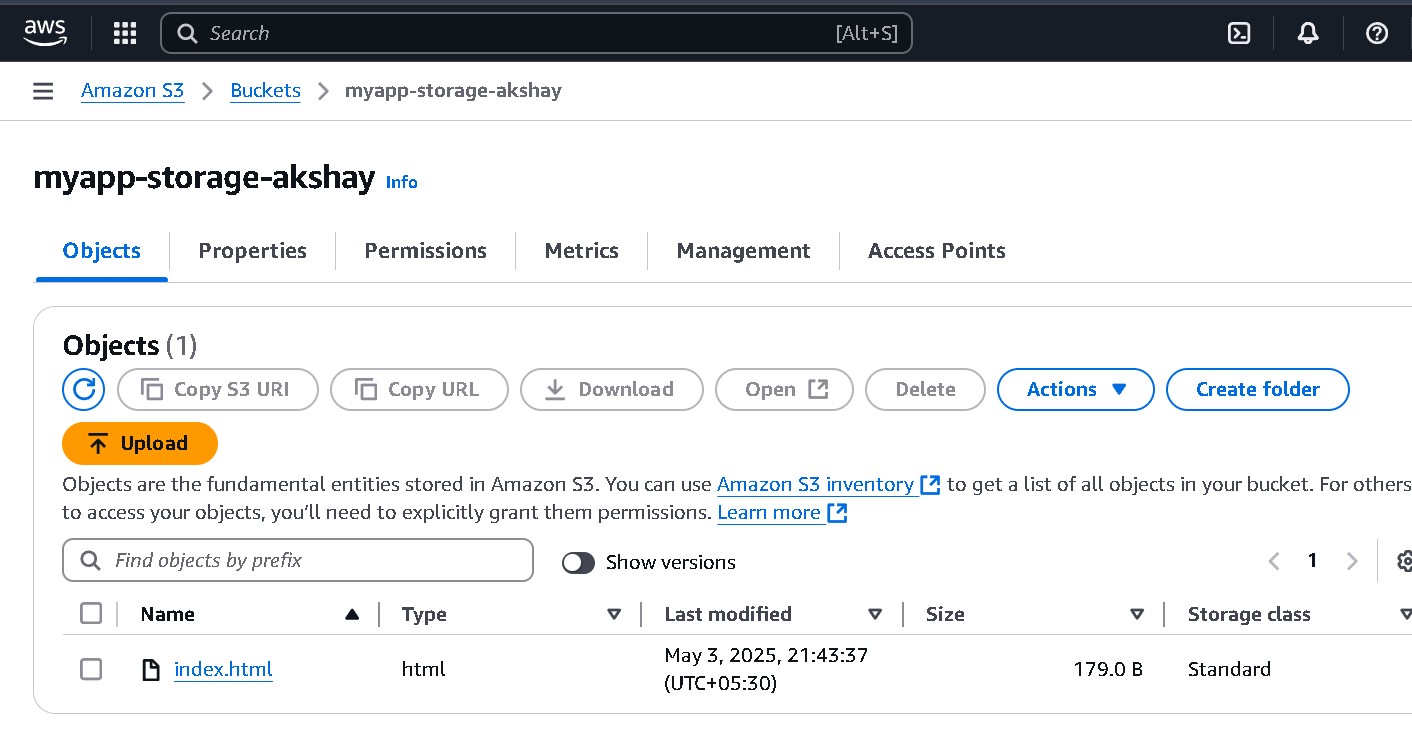 aws Search [Alt+S]
Amazon S3 Buckets myapp-storage-akshay
myapp-storage-akshay Info
Objects Properties Permissions Metrics Management Access Points
Objects (1)
Copy S3 URI Copy URL Download Open Delete Actions Create folder
Upload
Objects are the fundamental entities stored in Amazon S3. You can use Amazon S3 inventory to get a list of all objects in your bucket. For others
to access your objects, you’ll need to explicitly grant them permissions. Learn more
Find objects by prefix Show versions 1
Name Type Last modified Size Storage class
index.html html May 3, 2025, 21:43:37 179.0 B Standard
(UTC+05:30)